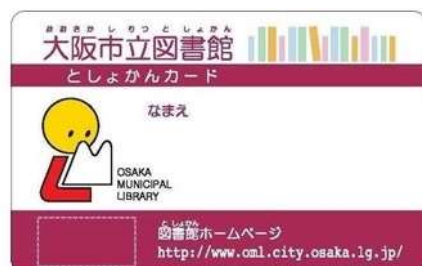 おおさか し りつ と しょ かん
大阪市立図書館
としょかんカード
なまえ
OSAKA
MUNICIPAL
LIBRARY
と しょかん
図書館ホームページ
http://www.oml.city.osaka.lg.jp/